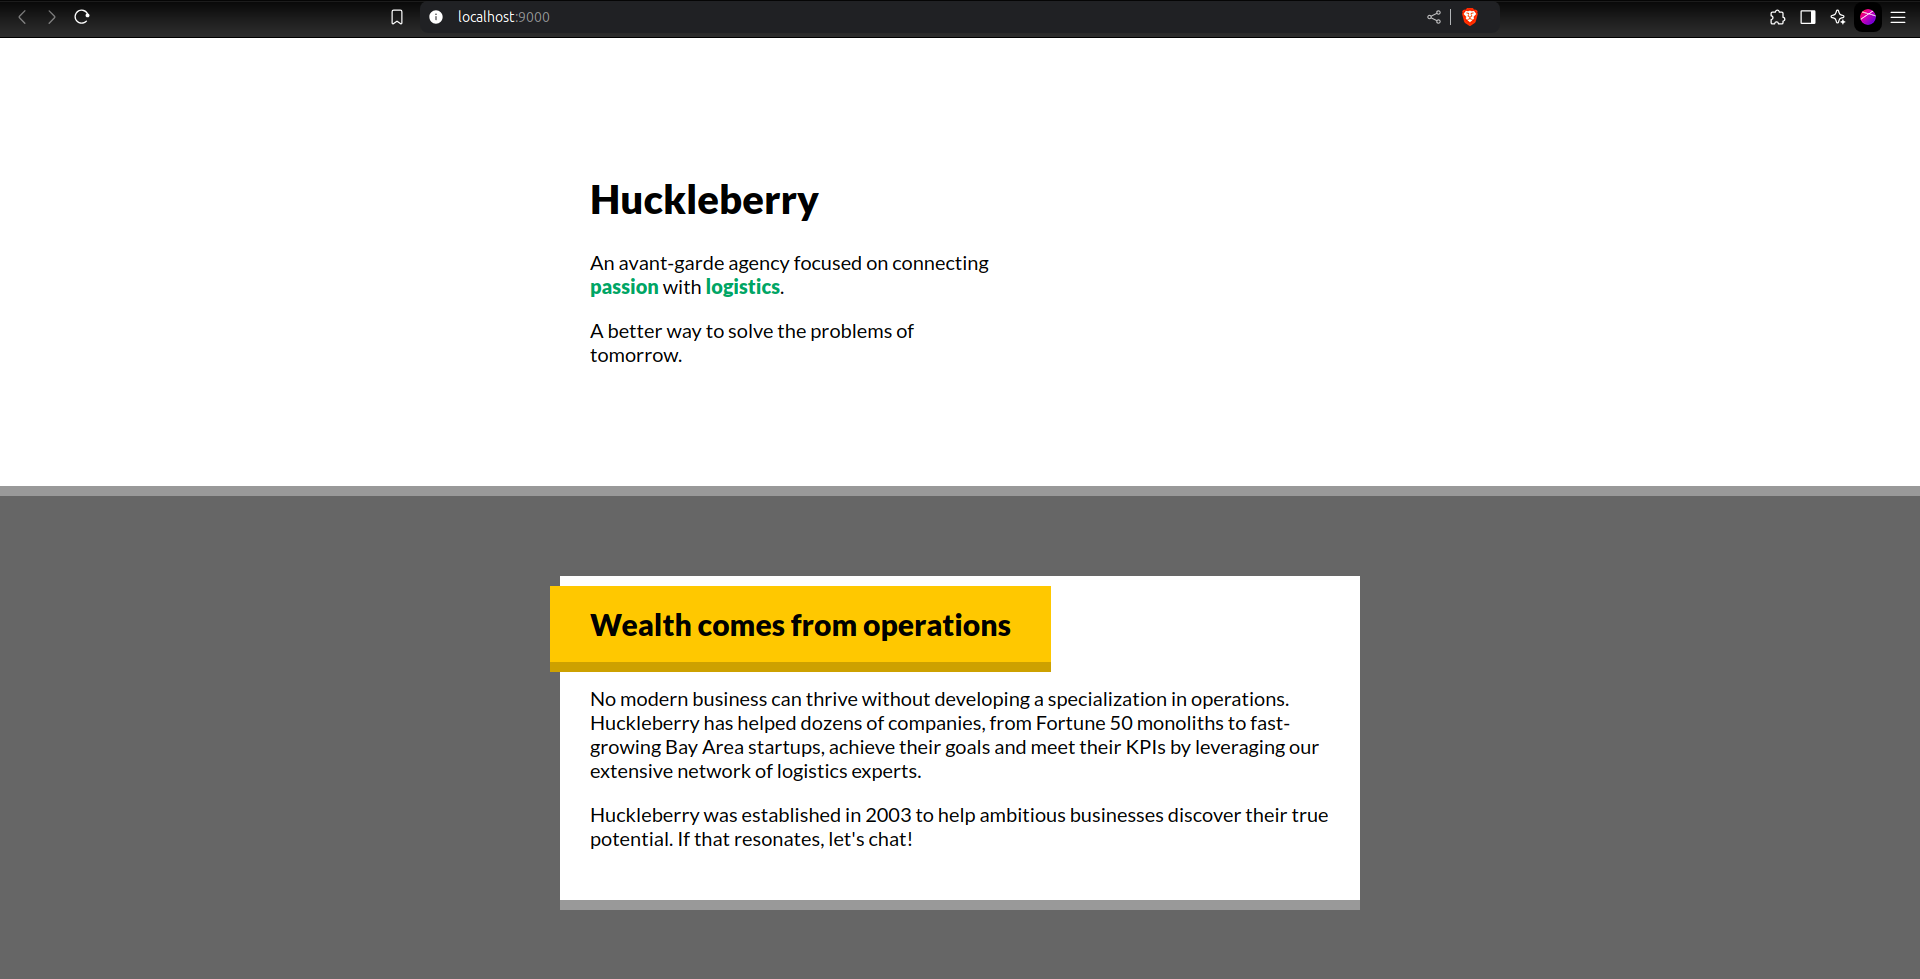 localhost:9000
Huckleberry
An avant-garde agency focused on connecting
passion with logistics.
A better way to solve the problems of
tomorrow.
Wealth comes from operations
No modern business can thrive without developing a specialization in operations.
Huckleberry has helped dozens of companies, from Fortune 50 monoliths to fast-
growing Bay Area startups, achieve their goals and meet their KPIs by leveraging our
extensive network of logistics experts.
Huckleberry was established in 2003 to help ambitious businesses discover their true
potential. If that resonates, let's chat!